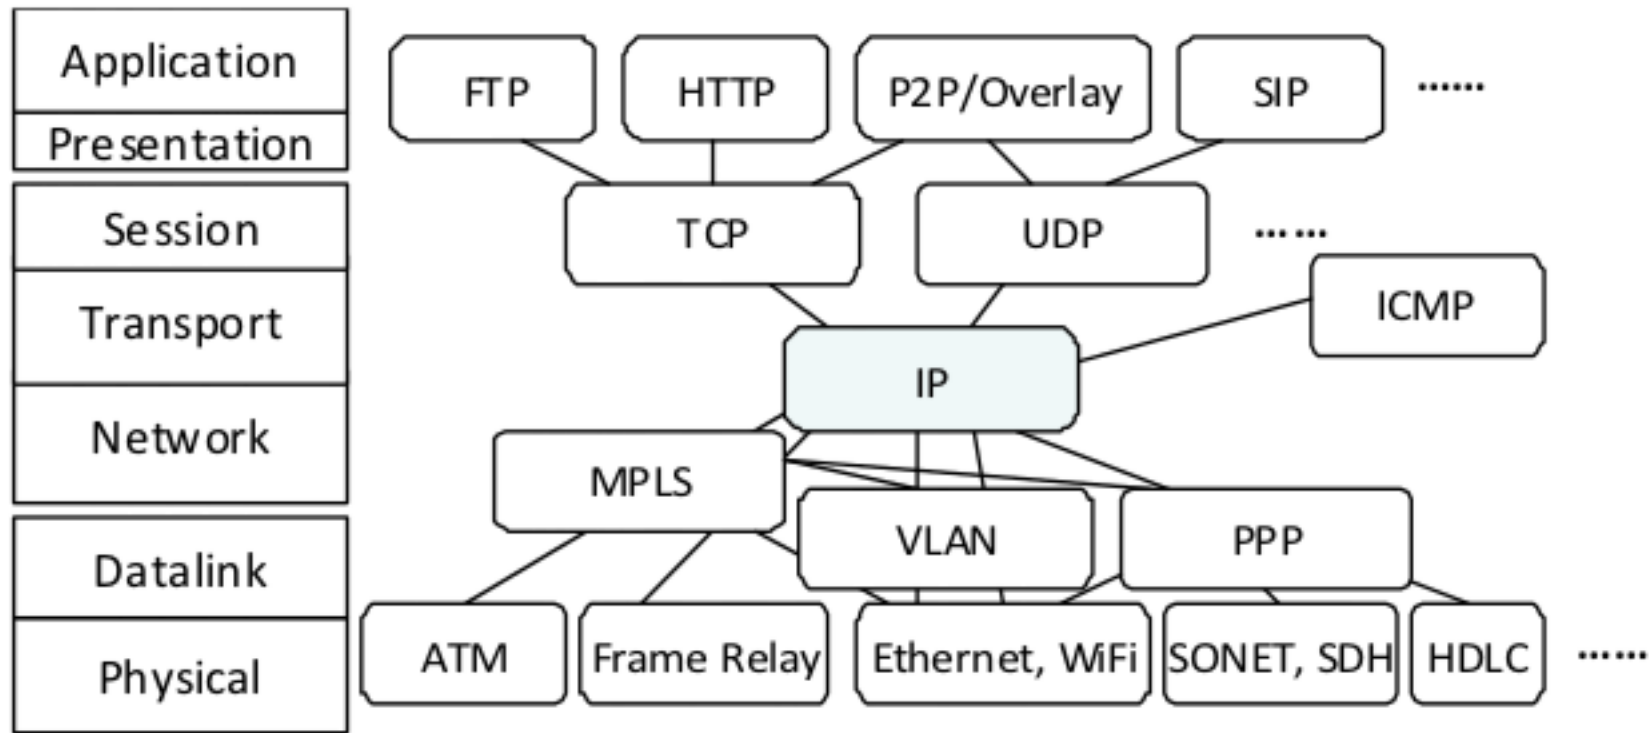 Application
Presentation
Session
Transport
Network
Datalink
Physical
FTP
HTTP
P2P/Overlay
SIP
......
TCP
UDP
......
ICMP
IP
MPLS
VLAN
PPP
ATM
Frame Relay
Ethernet, WiFi
SONET, SDH
HDLC
......